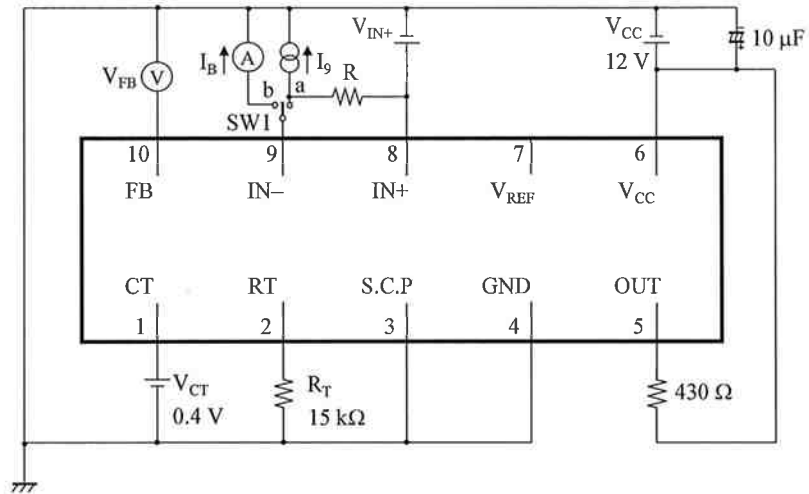 V_IN+
V_CC
12 V
10 µF
V_FB
V
I_B
A
I_9
R
b
a
SW1
10
9
8
7
6
FB
IN−
IN+
V_REF
V_CC
CT
RT
S.C.P
GND
OUT
1
2
3
4
5
V_CT
0.4 V
R_T
15 kΩ
430 Ω